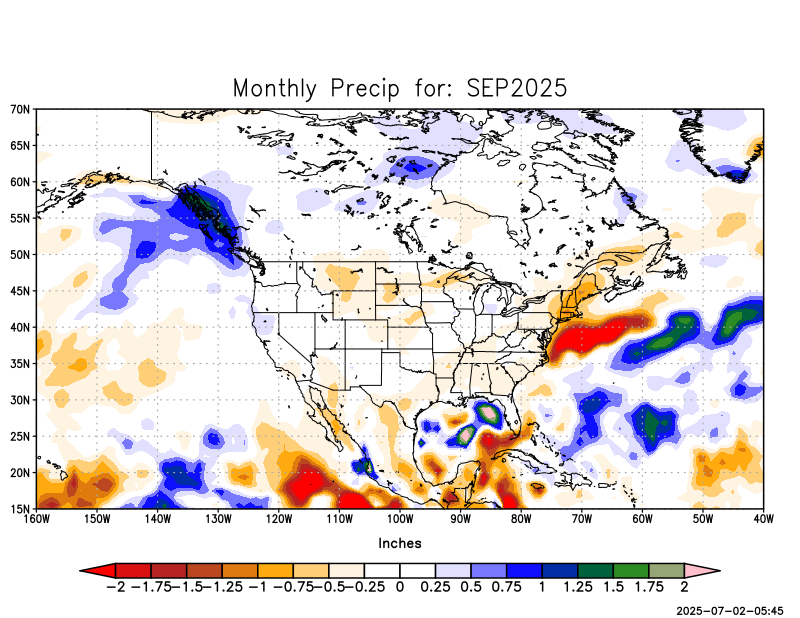 Monthly Precip for: SEP2025
70N
65N
60N
55N
50N
45N
40N
35N
30N
25N
20N
15N
160W 150W 140W 130W 120W 110W 100W 90W 80W 70W 60W 50W 40W
Inches
-2 -1.75 -1.5 -1.25 -1 -0.75 -0.5 -0.25 0 0.25 0.5 0.75 1 1.25 1.5 1.75 2
2025-07-02-05:45